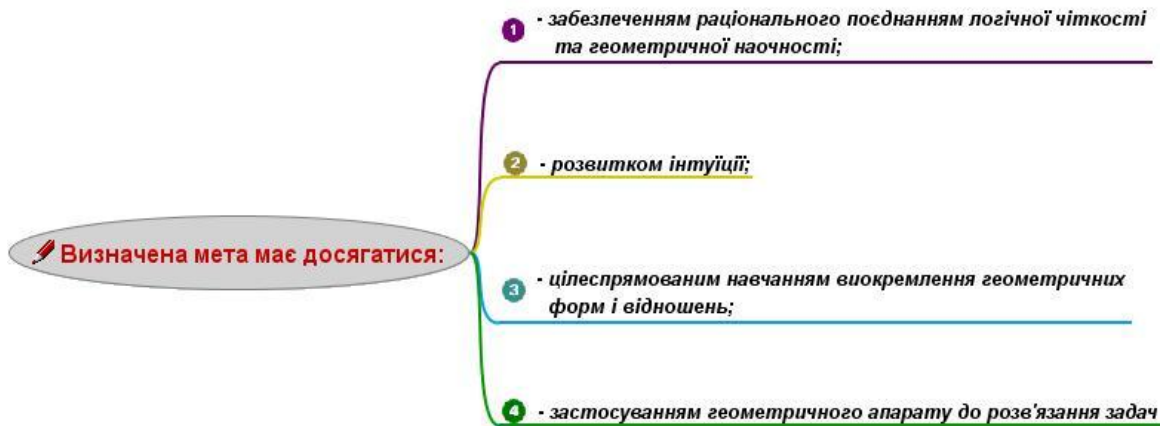 1 - забезпеченням раціонального поєднанням логічної чіткості
та геометричної наочності;
2 - розвитком інтуїції;
Визначена мета має досягатися:
3 - цілеспрямованим навчанням виокремлення геометричних
форм і відношень;
4 - застосуванням геометричного апарату до розв'язання задач